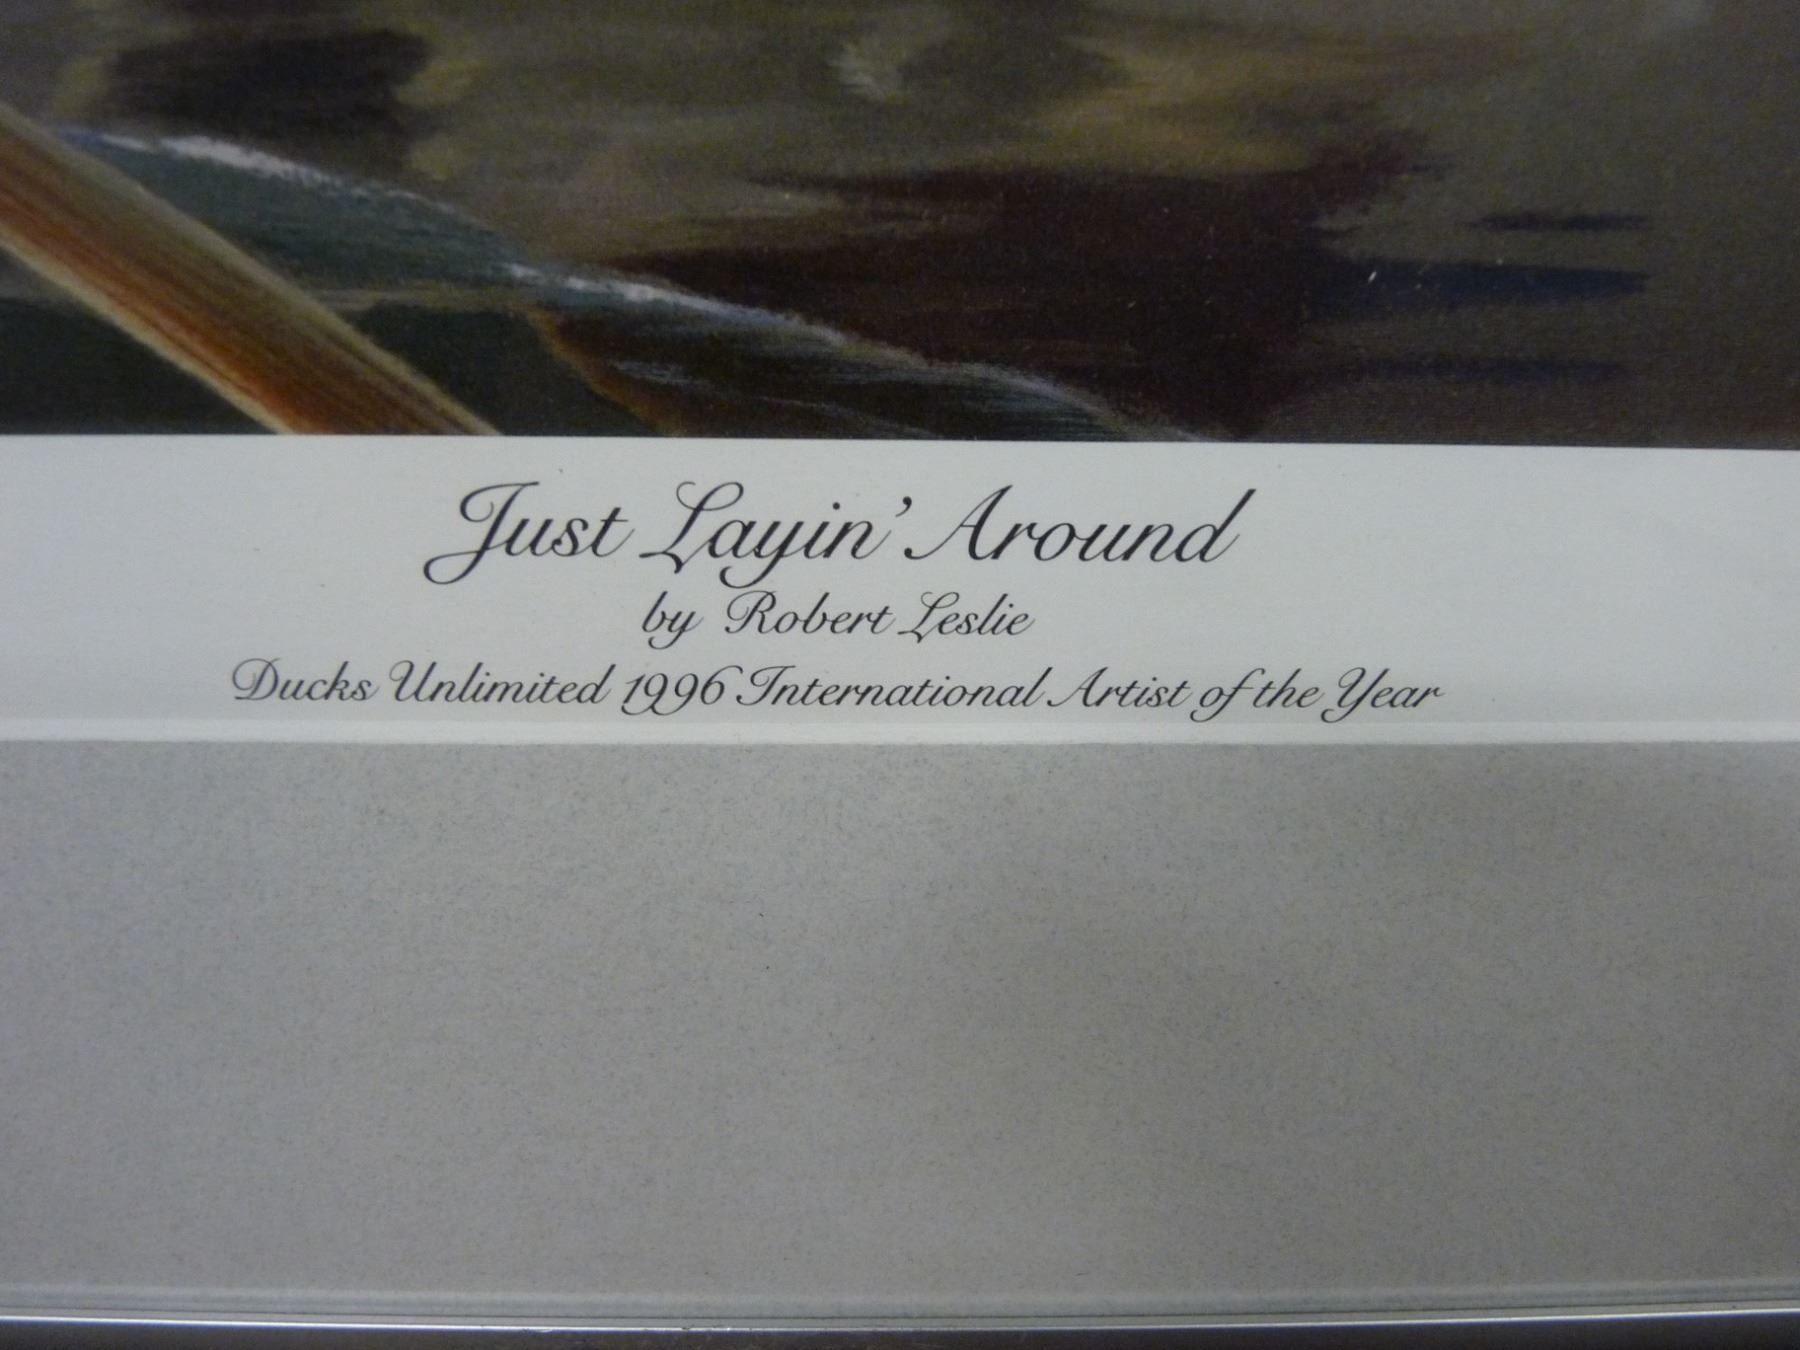 Just Layin' Around
by Robert Leslie
Ducks Unlimited 1996 International Artist of the Year